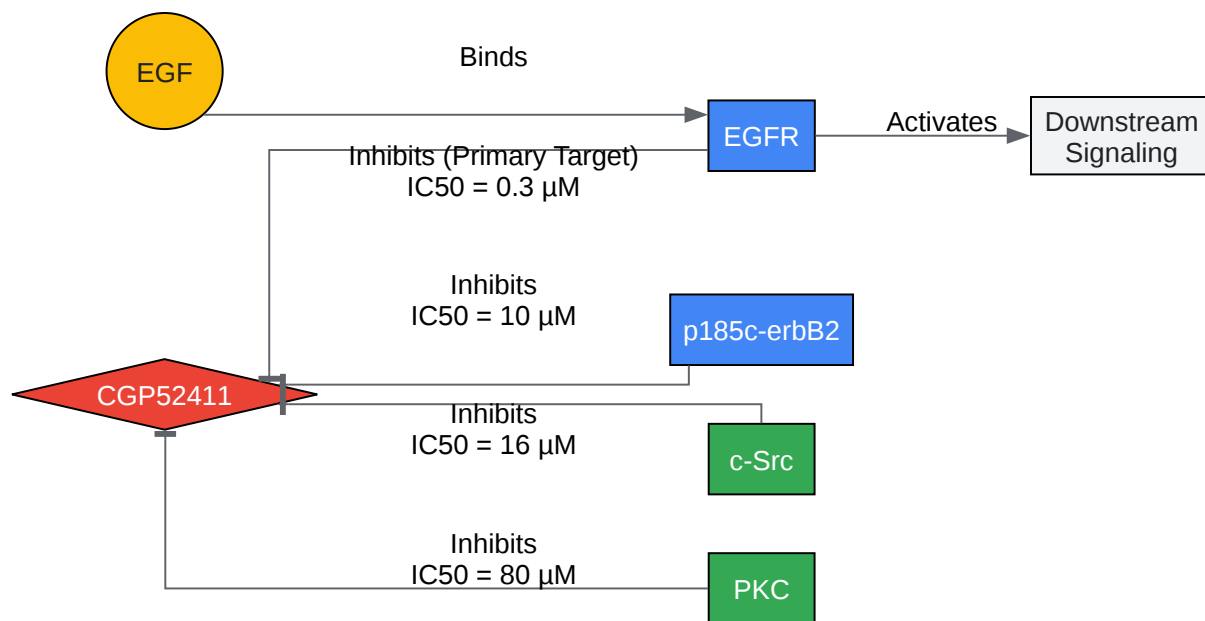 EGF
Binds
EGFR
Activates
Downstream
Signaling
Inhibits (Primary Target)
IC50 = 0.3 µM
Inhibits
IC50 = 10 µM
p185c-erbB2
CGP52411
Inhibits
IC50 = 16 µM
c-Src
Inhibits
IC50 = 80 µM
PKC